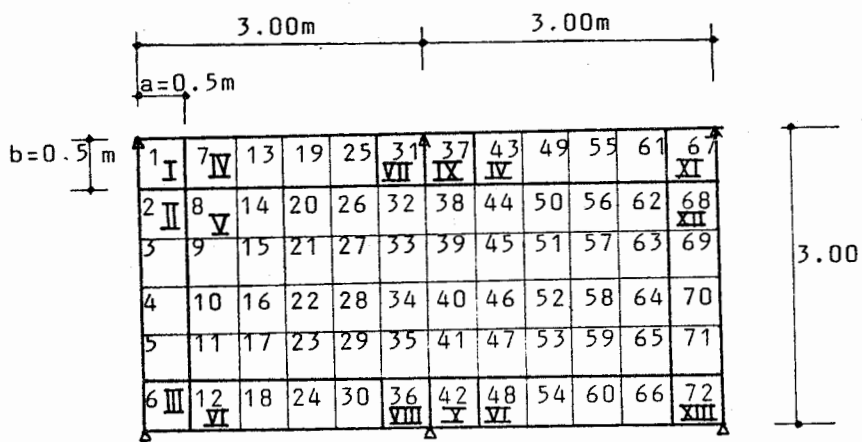 3.00m 3.00m
a=0.5m
b=0.5 m
1 I 7 IV 13 19 25 31 VII 37 IX 43 IV 49 55 61 67 XI
2 II 8 V 14 20 26 32 38 44 50 56 62 68 XII
3 9 15 21 27 33 39 45 51 57 63 69
3.00
4 10 16 22 28 34 40 46 52 58 64 70
5 11 17 23 29 35 41 47 53 59 65 71
6 III 12 VI 18 24 30 36 VIII 42 X 48 VI 54 60 66 72 XIII